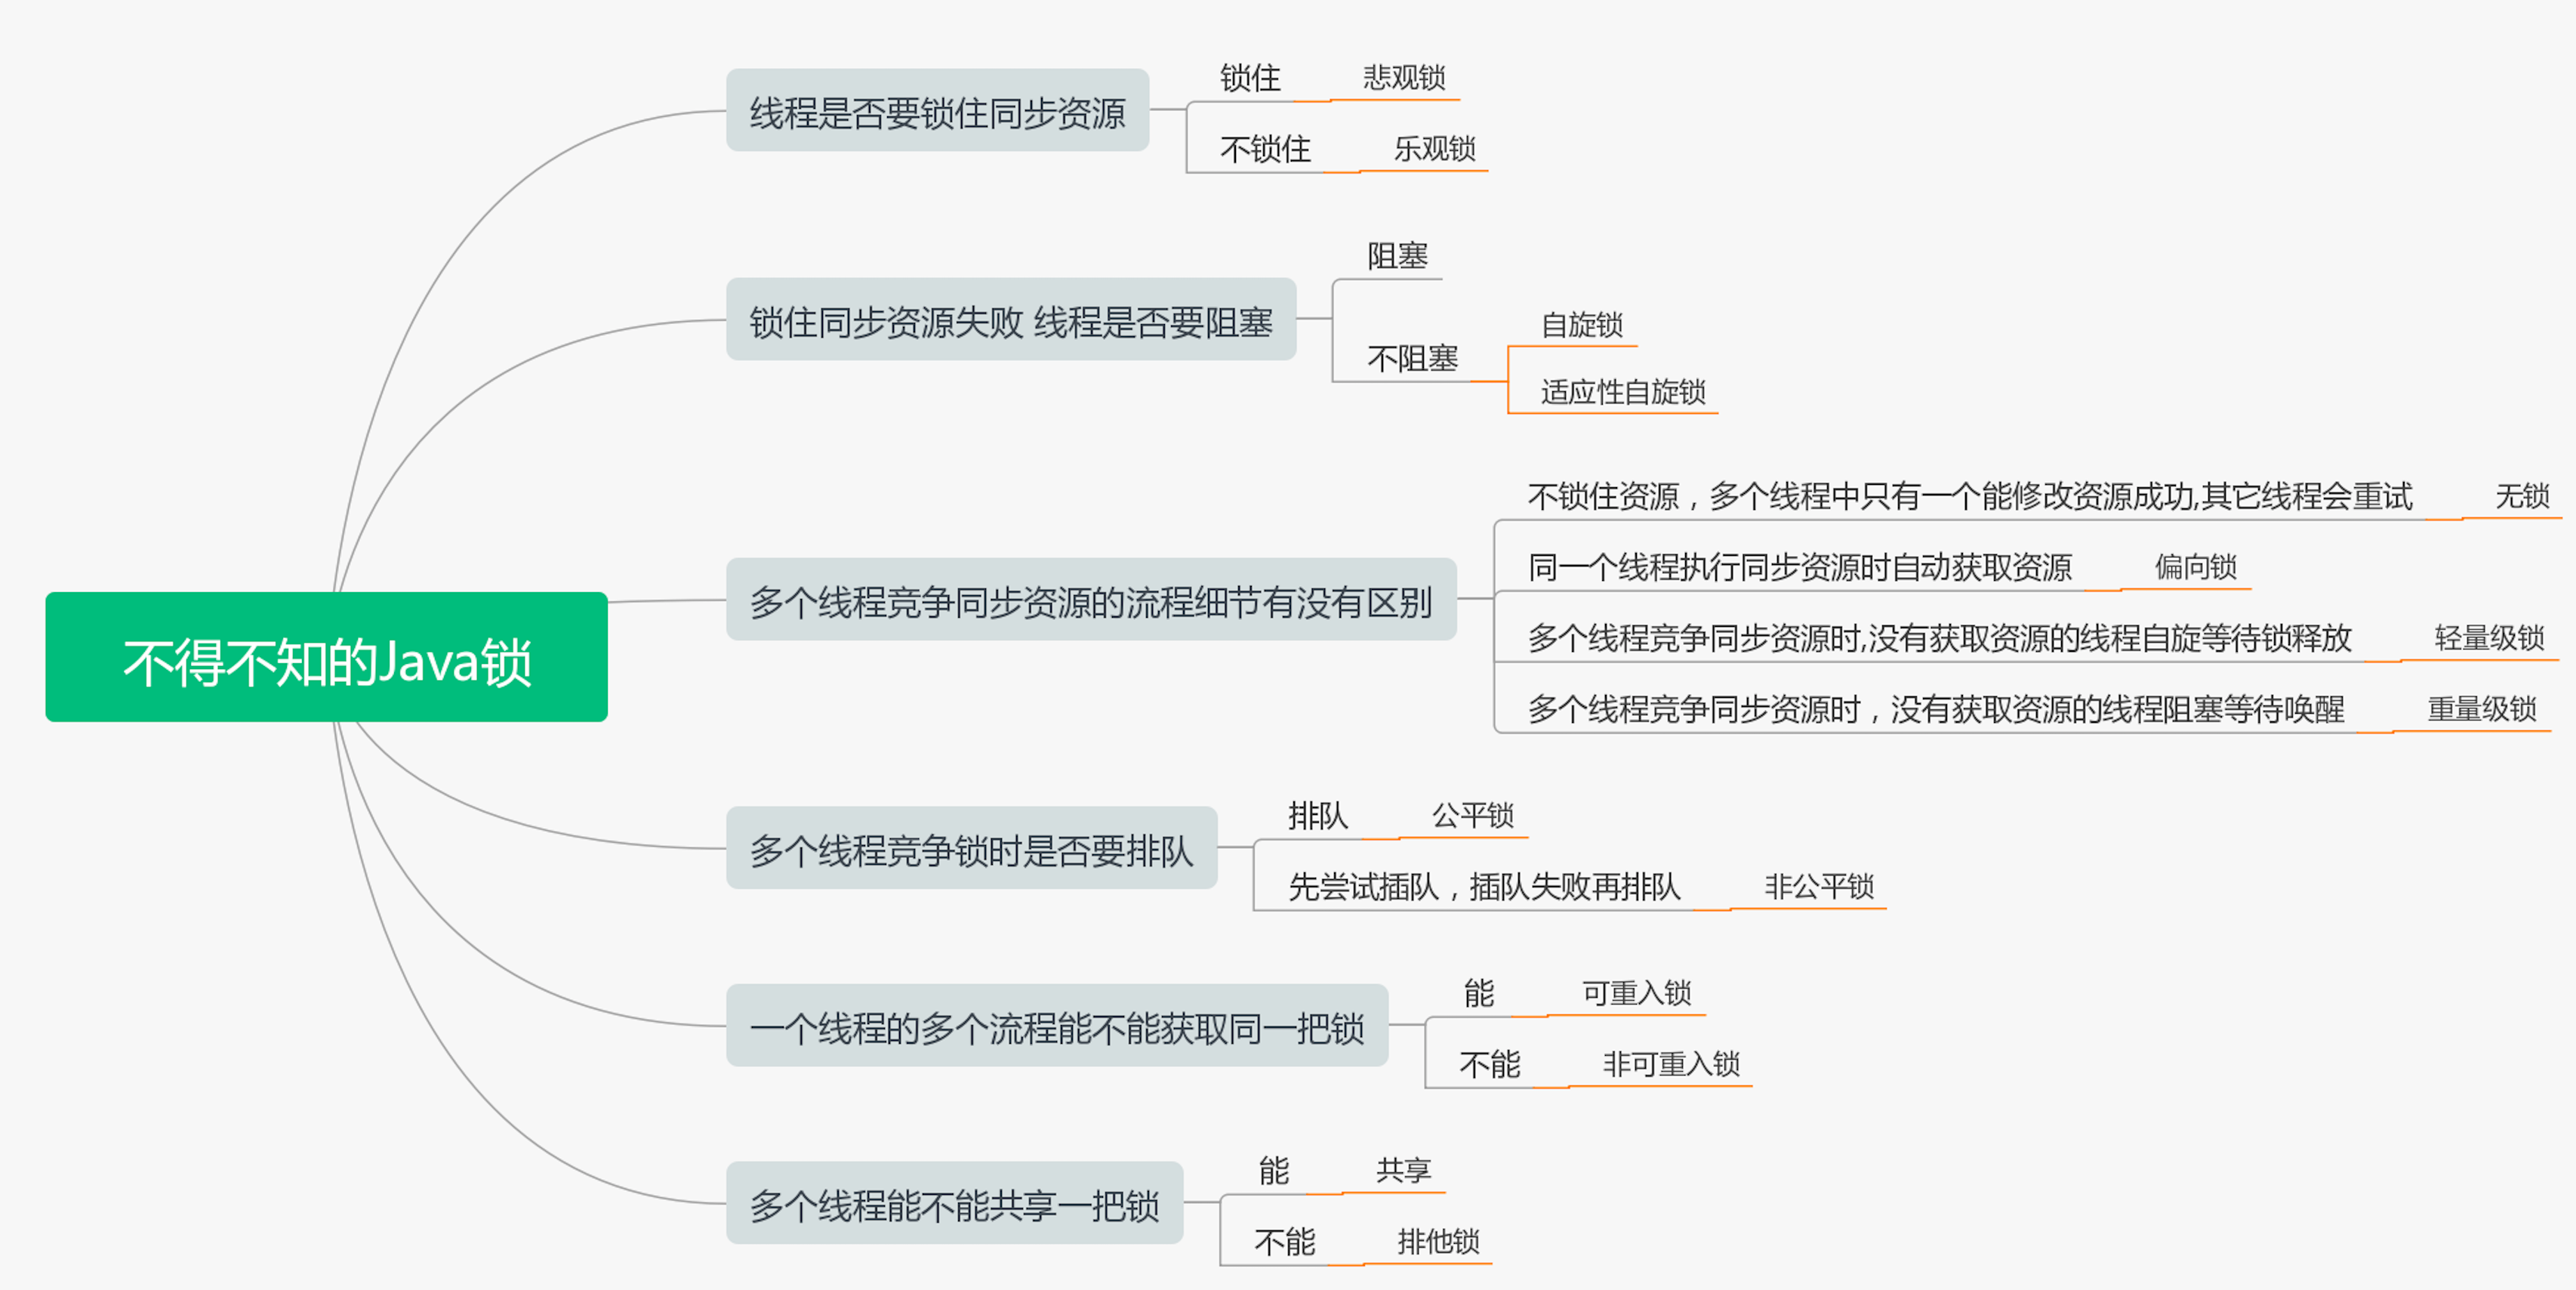 不得不知的Java锁
线程是否要锁住同步资源
锁住
悲观锁
不锁住
乐观锁
锁住同步资源失败 线程是否要阻塞
阻塞
不阻塞
自旋锁
适应性自旋锁
多个线程竞争同步资源的流程细节有没有区别
不锁住资源，多个线程中只有一个能修改资源成功,其它线程会重试
无锁
同一个线程执行同步资源时自动获取资源
偏向锁
多个线程竞争同步资源时,没有获取资源的线程自旋等待锁释放
轻量级锁
多个线程竞争同步资源时，没有获取资源的线程阻塞等待唤醒
重量级锁
多个线程竞争锁时是否要排队
排队
公平锁
先尝试插队，插队失败再排队
非公平锁
一个线程的多个流程能不能获取同一把锁
能
可重入锁
不能
非可重入锁
多个线程能不能共享一把锁
能
共享
不能
排他锁